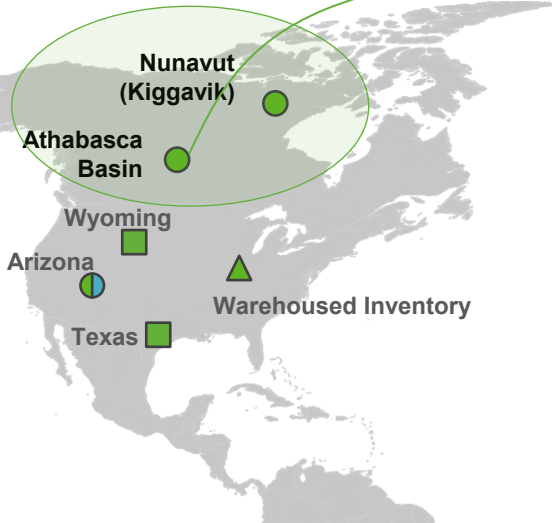 Nunavut
(Kiggavik)
Athabasca
Basin
Wyoming
Arizona
Warehoused Inventory
Texas